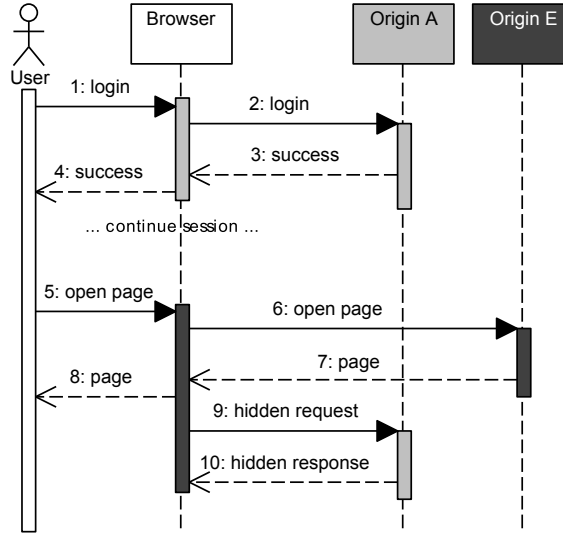 Browser
Origin A
Origin E
User
1: login
2: login
3: success
4: success
... continue session ...
5: open page
6: open page
7: page
8: page
9: hidden request
10: hidden response